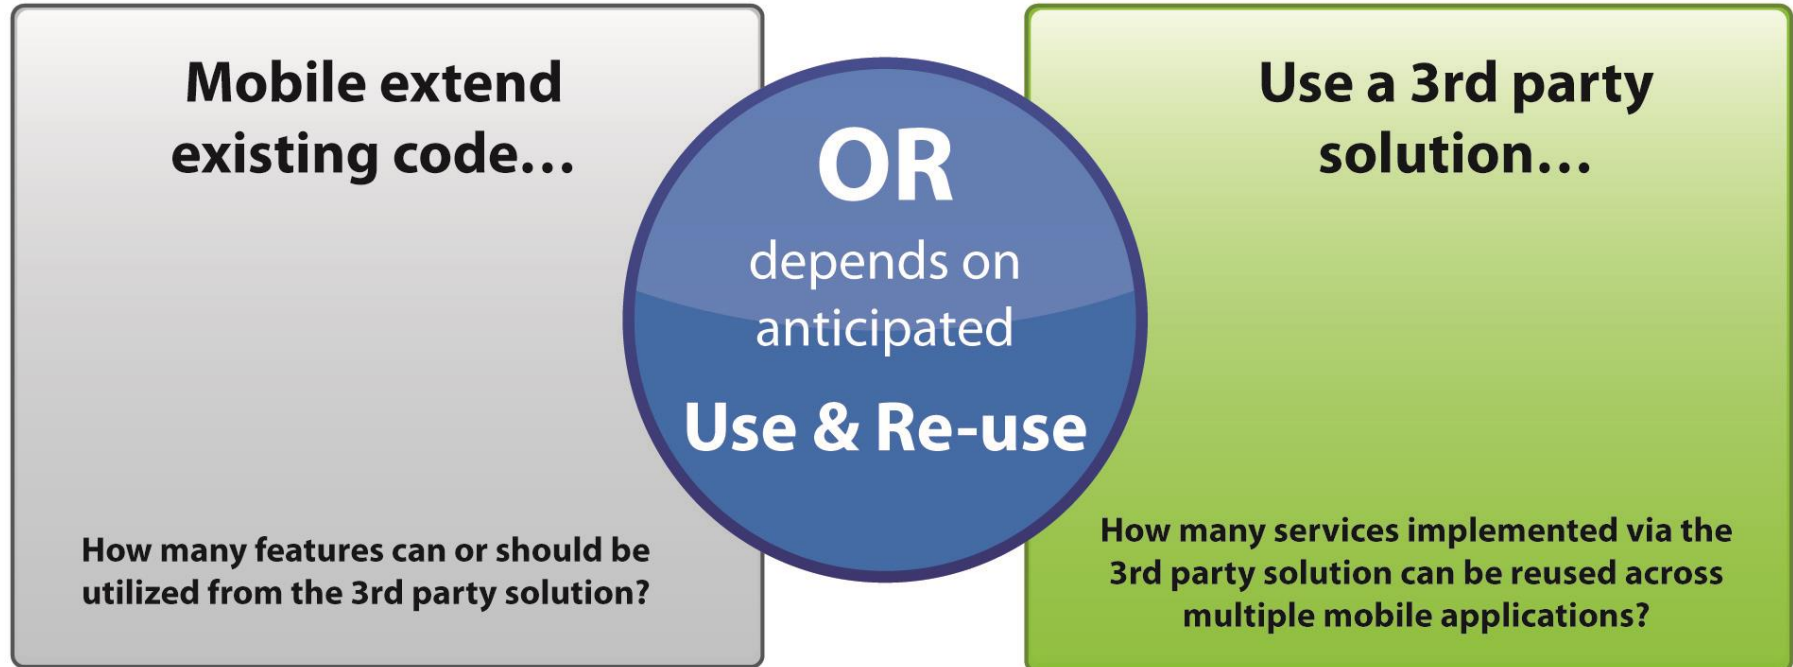 Mobile extend
existing code…
How many features can or should be
utilized from the 3rd party solution?
OR
depends on
anticipated
Use & Re-use
Use a 3rd party
solution…
How many services implemented via the
3rd party solution can be reused across
multiple mobile applications?